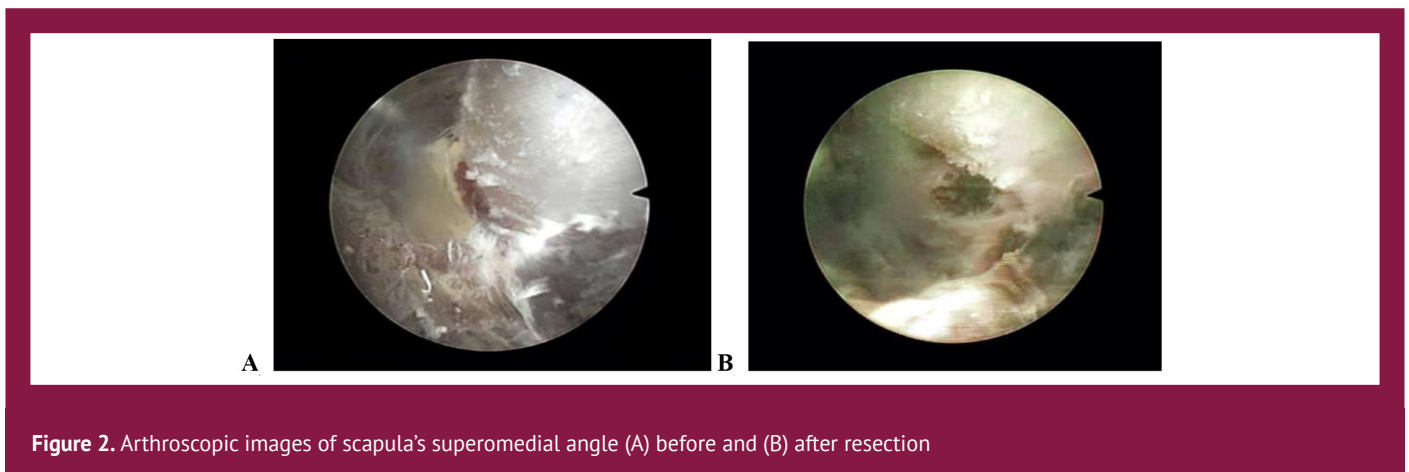 A
B
Figure 2. Arthroscopic images of scapula’s superomedial angle (A) before and (B) after resection